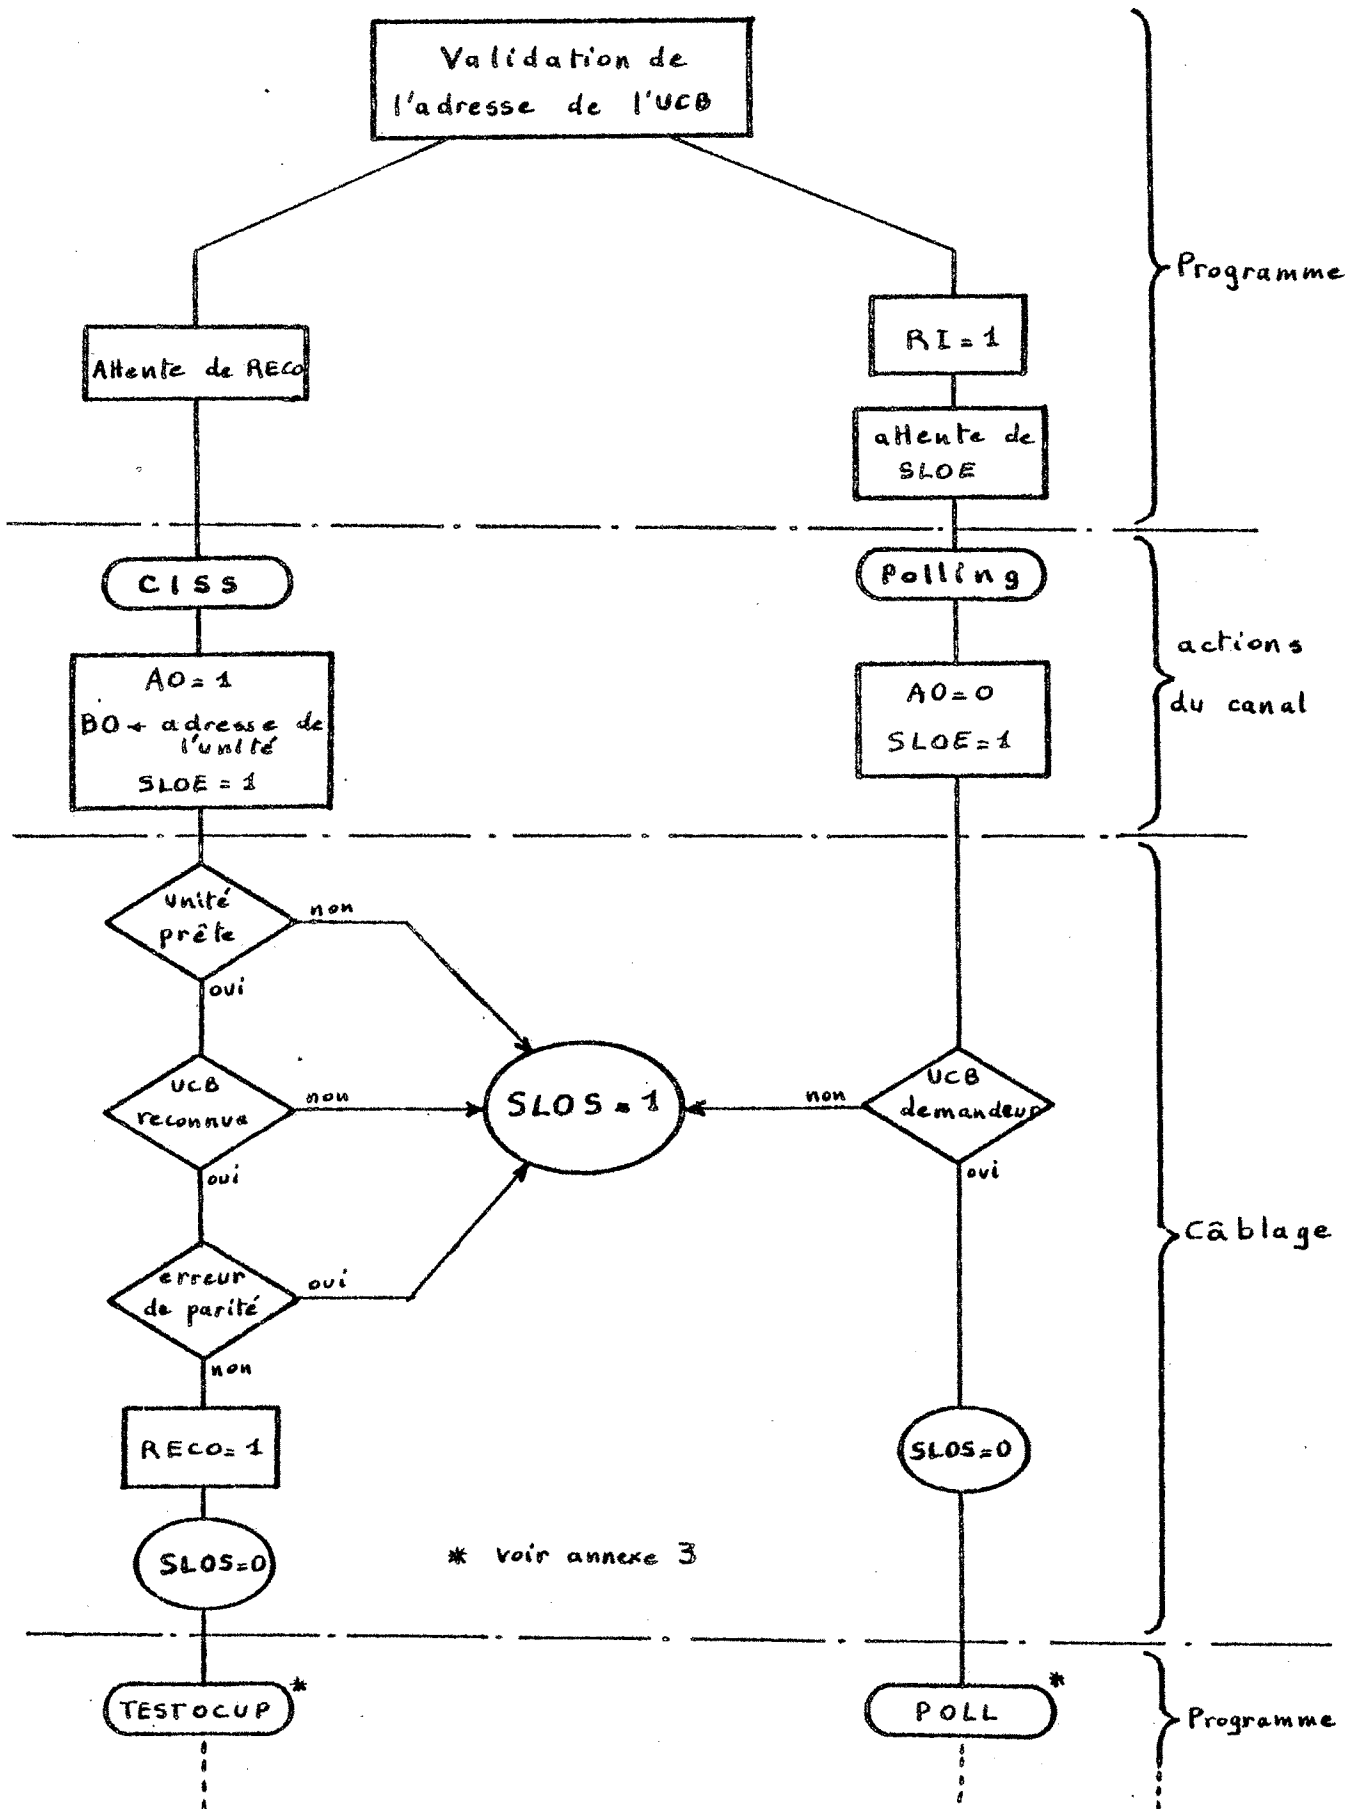 Validation de
l'adresse de l'UCB
Programme
Attente de RECO
RI = 1
attente de
SLOE
CISS
Polling
actions
du canal
AO = 1
BO ← adresse de
l'unité
SLOE = 1
AO = 0
SLOE = 1
unité
prête
non
oui
UCB
reconnue
non
oui
SLOS = 1
non
UCB
demandeur
oui
Câblage
erreur
de parité
oui
non
RECO = 1
SLOS = 0
SLOS = 0
* voir annexe 3
TESTOCUP *
POLL *
Programme